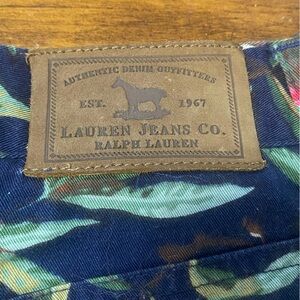 AUTHENTIC DENIM OUTFITTERS
EST. 1967
LAUREN JEANS CO.
RALPH LAUREN